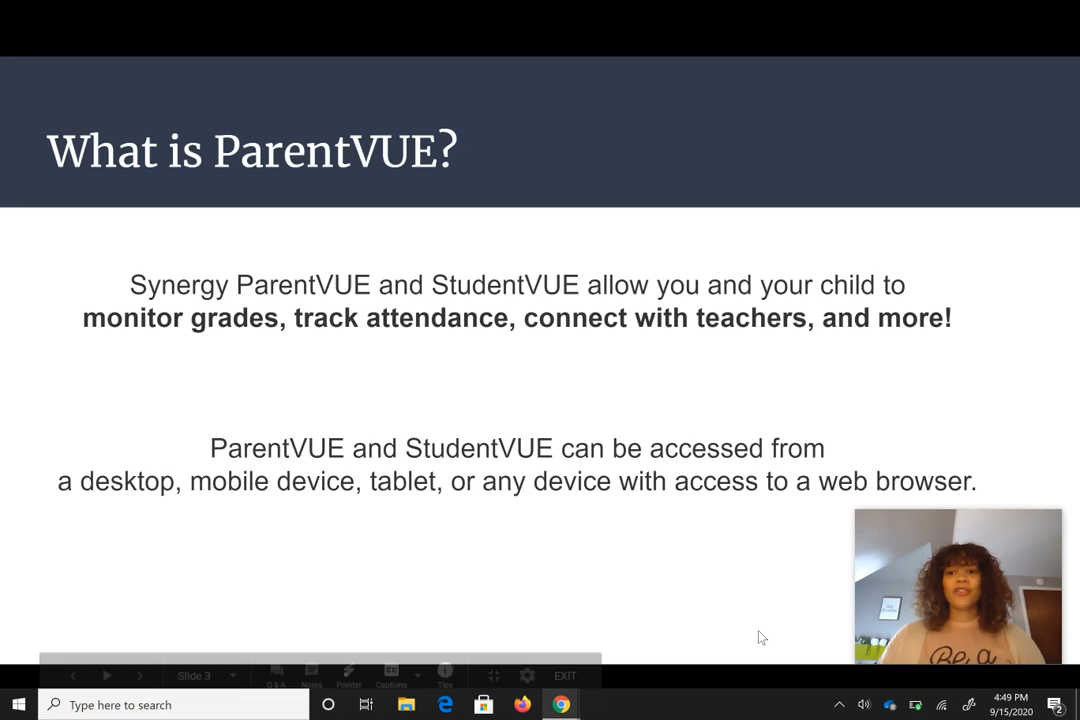 What is ParentVUE?
Synergy ParentVUE and StudentVUE allow you and your child to
monitor grades, track attendance, connect with teachers, and more!
ParentVUE and StudentVUE can be accessed from
a desktop, mobile device, tablet, or any device with access to a web browser.
Be a
Slide 3
Q & A
Notes
Pointer
CC
Captions
Tips
EXIT
Type here to search
4:49 PM
9/15/2020
2